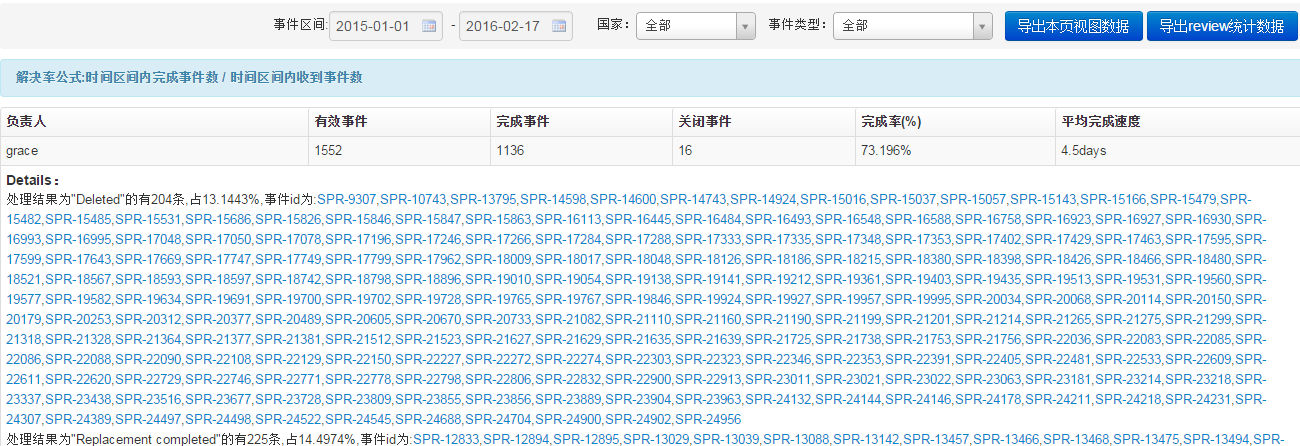 事件区间: 2015-01-01 - 2016-02-17 国家： 全部 事件类型： 全部 导出本页视图数据 导出review统计数据
解决率公式:时间区间内完成事件数 / 时间区间内收到事件数
负责人 有效事件 完成事件 关闭事件 完成率(%) 平均完成速度
grace 1552 1136 16 73.196% 4.5days
Details：
处理结果为"Deleted"的有204条,占13.1443%,事件id为:SPR-9307,SPR-10743,SPR-13795,SPR-14598,SPR-14600,SPR-14743,SPR-14924,SPR-15016,SPR-15037,SPR-15057,SPR-15143,SPR-15166,SPR-15479,SPR-
15482,SPR-15485,SPR-15531,SPR-15686,SPR-15826,SPR-15846,SPR-15847,SPR-15863,SPR-16113,SPR-16445,SPR-16484,SPR-16493,SPR-16548,SPR-16588,SPR-16758,SPR-16923,SPR-16927,SPR-16930,SPR-
16993,SPR-16995,SPR-17048,SPR-17050,SPR-17078,SPR-17196,SPR-17246,SPR-17266,SPR-17284,SPR-17288,SPR-17333,SPR-17335,SPR-17348,SPR-17353,SPR-17402,SPR-17429,SPR-17463,SPR-17595,SPR-
17599,SPR-17643,SPR-17669,SPR-17747,SPR-17749,SPR-17799,SPR-17962,SPR-18009,SPR-18017,SPR-18048,SPR-18126,SPR-18186,SPR-18215,SPR-18380,SPR-18398,SPR-18426,SPR-18466,SPR-18480,SPR-
18521,SPR-18567,SPR-18593,SPR-18597,SPR-18742,SPR-18798,SPR-18896,SPR-19010,SPR-19054,SPR-19138,SPR-19141,SPR-19212,SPR-19361,SPR-19403,SPR-19435,SPR-19513,SPR-19531,SPR-19560,SPR-
19577,SPR-19582,SPR-19634,SPR-19691,SPR-19700,SPR-19702,SPR-19728,SPR-19765,SPR-19767,SPR-19846,SPR-19924,SPR-19927,SPR-19957,SPR-19995,SPR-20034,SPR-20068,SPR-20114,SPR-20150,SPR-
20179,SPR-20253,SPR-20312,SPR-20377,SPR-20489,SPR-20605,SPR-20670,SPR-20733,SPR-21082,SPR-21110,SPR-21160,SPR-21190,SPR-21199,SPR-21201,SPR-21214,SPR-21265,SPR-21275,SPR-21299,SPR-
21318,SPR-21328,SPR-21364,SPR-21377,SPR-21381,SPR-21512,SPR-21523,SPR-21627,SPR-21629,SPR-21635,SPR-21639,SPR-21725,SPR-21738,SPR-21753,SPR-21756,SPR-22036,SPR-22083,SPR-22085,SPR-
22086,SPR-22088,SPR-22090,SPR-22108,SPR-22129,SPR-22150,SPR-22227,SPR-22272,SPR-22274,SPR-22303,SPR-22323,SPR-22346,SPR-22353,SPR-22391,SPR-22405,SPR-22481,SPR-22533,SPR-22609,SPR-
22611,SPR-22620,SPR-22729,SPR-22746,SPR-22771,SPR-22778,SPR-22798,SPR-22806,SPR-22832,SPR-22900,SPR-22913,SPR-23011,SPR-23021,SPR-23022,SPR-23063,SPR-23181,SPR-23214,SPR-23218,SPR-
23337,SPR-23438,SPR-23516,SPR-23677,SPR-23728,SPR-23809,SPR-23855,SPR-23856,SPR-23889,SPR-23904,SPR-23963,SPR-24132,SPR-24144,SPR-24146,SPR-24178,SPR-24211,SPR-24218,SPR-24231,SPR-
24307,SPR-24389,SPR-24497,SPR-24498,SPR-24522,SPR-24545,SPR-24688,SPR-24704,SPR-24900,SPR-24902,SPR-24956
处理结果为"Replacement completed"的有225条,占14.4974%,事件id为:SPR-12833,SPR-12894,SPR-12895,SPR-13029,SPR-13039,SPR-13088,SPR-13142,SPR-13457,SPR-13466,SPR-13468,SPR-13475,SPR-13494,SPR-